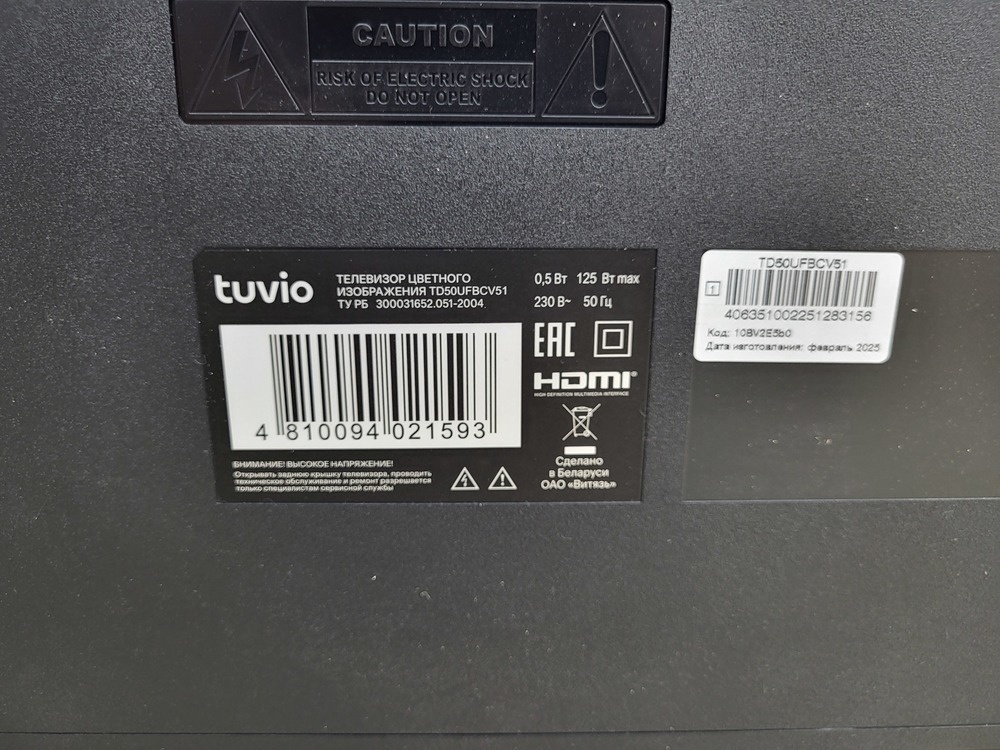 CAUTION
RISK OF ELECTRIC SHOCK
DO NOT OPEN
tuvio
ТЕЛЕВИЗОР ЦВЕТНОГО
ИЗОБРАЖЕНИЯ TD50UFBCV51
ТУ РБ 300031652.051-2004.
0,5 Вт 125 Вт max
230 В~ 50 Гц
EAC
HDMI®
HIGH DEFINITION MULTIMEDIA INTERFACE
4 810094 021593
ВНИМАНИЕ! ВЫСОКОЕ НАПРЯЖЕНИЕ!
Открывать заднюю крышку телевизора, проводить
техническое обслуживание и ремонт разрешается
только специалистам сервисной службы
Сделано
в Беларуси
ОАО «Витязь»
TD50UFBCV51
1
406351002251283156
Код: 10BV2E5b0
Дата изготовления: февраль 2025